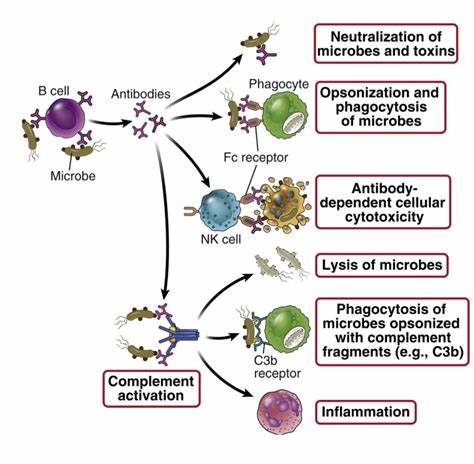 Neutralization of
microbes and toxins
B cell
Antibodies
Phagocyte
Opsonization and
phagocytosis
of microbes
Microbe
Fc receptor
Antibody-
dependent cellular
cytotoxicity
NK cell
Lysis of microbes
Phagocytosis of
microbes opsonized
with complement
fragments (e.g., C3b)
C3b
receptor
Complement
activation
Inflammation